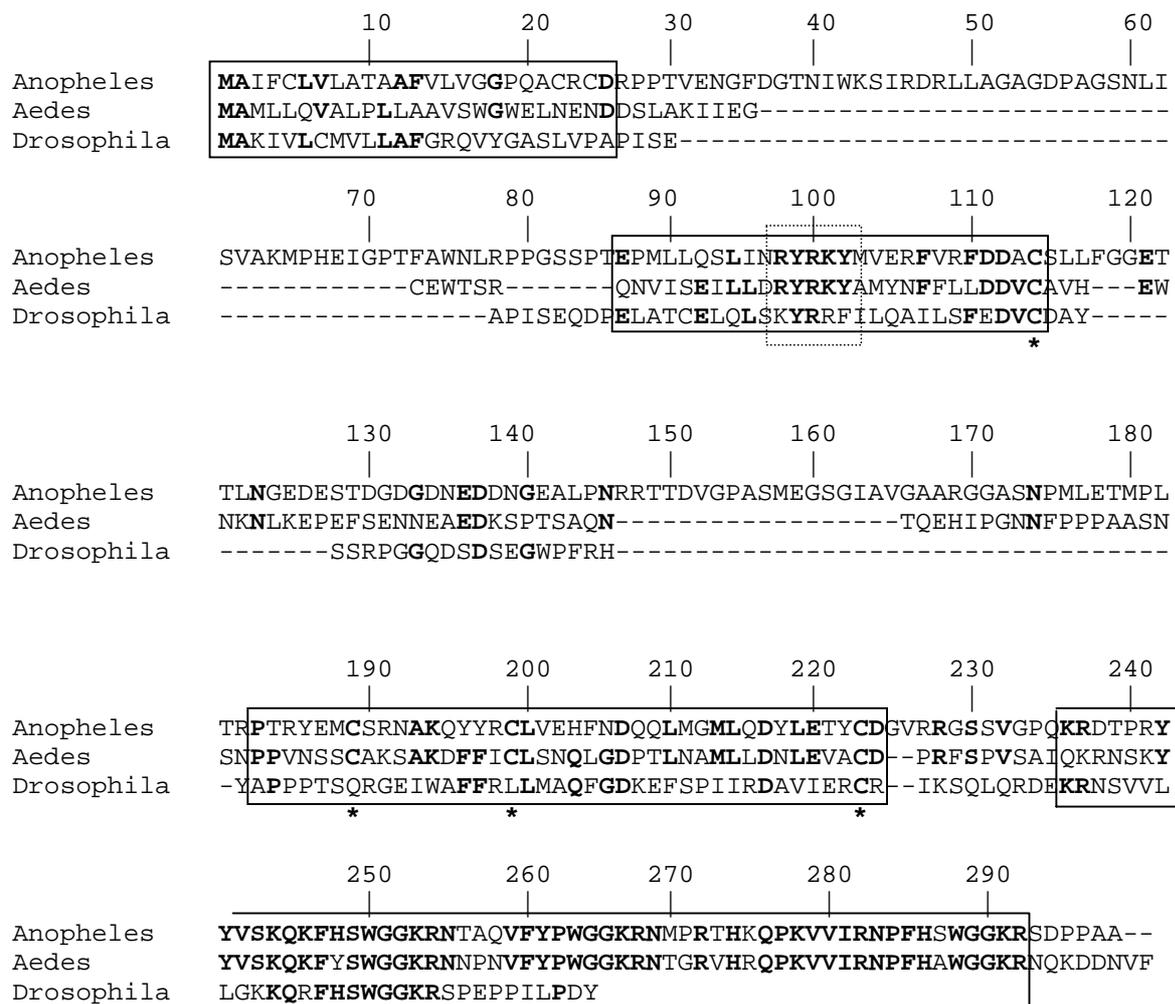 10 20 30 40 50 60
Anopheles MAIFCLVLATAAFVLVGGPQACRCDRPPTVENGFDGTNIWKSIRDRLLAGAGDPAGSNLI
Aedes MAMLLQVALPLLAAVSWGWELNENDDSLAKIIEG--------------------------
Drosophila MAKIVLCMVLLAFGRQVYGASLVPAPISE-------------------------------
70 80 90 100 110 120
Anopheles SVAKMPHEIGPTFAWNLRPPGSSPTEPMLLQSLINRYRKYMVERFVRFDDACSLLFGGET
Aedes ------------CEWTSR-------QNVISEILLDRYRKYAMYNFFLLDDVCAVH---EW
Drosophila -----------------APISEQDPELATCELQLSKYRRFILQAILSFEDVCDAY-----
*
130 140 150 160 170 180
Anopheles TLNGEDESTDGDGDNEDDNGEALPNRRTTDVGPASMEGSGIAVGAARGGASNPMLETMPL
Aedes NKNLKEPEFSENNEAEDKSPTSAQN------------------TQEHIPGNNFPPPAASN
Drosophila -------SSRPGGQDSDSEGWPFRH-----------------------------------
190 200 210 220 230 240
Anopheles TRPTRYEMCSRNAKQYYRCLVEHFNDQQLMGMLQDYLETYCDGVRRGSSVGPQKRDTPRY
Aedes SNPPVNSSCAKSAKDFFICLSNQLGDPTLNAMLLDNLEVACD--PRFSPVSAIQKRNSKY
Drosophila -YAPPPTSQRGEIWAFFRLLMAQFGDKEFSPIIRDAVIERCR--IKSQLQRDEKRNSVVL
* * *
250 260 270 280 290
Anopheles YVSKQKFHSWGGKRNTAQVFYPWGGKRNMPRTHKQPKVVIRNPFHSWGGKRSDPPAA--
Aedes YVSKQKFYSWGGKRNNPNVFYPWGGKRNTGRVHRQPKVVIRNPFHAWGGKRNQKDDNVF
Drosophila LGKKQRFHSWGGKRSPEPPILPDY